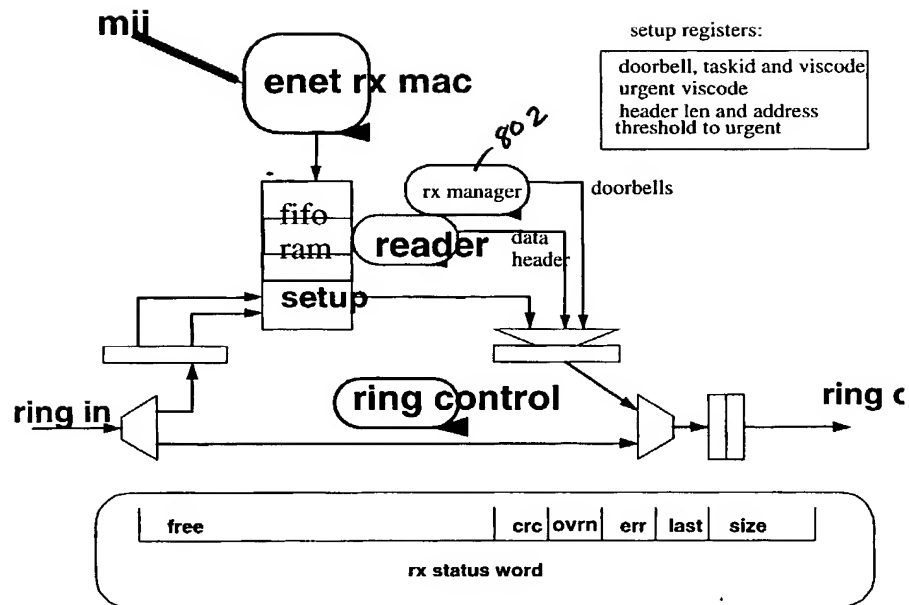 mii
setup registers:
doorbell, taskid and viscode
urgent viscode
header len and address
threshold to urgent
enet rx mac
802
rx manager
doorbells
fifo
ram
reader
data
header
setup
ring control
ring in
ring o
free
crc
ovrn
err
last
size
rx status word